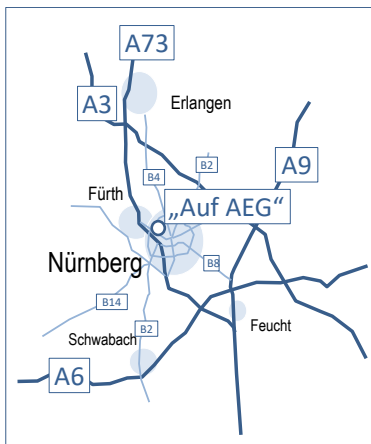 A73
A3
Erlangen
B2
A9
B4
Fürth
„Auf AEG“
Nürnberg
B8
B14
B2
Schwabach
Feucht
A6